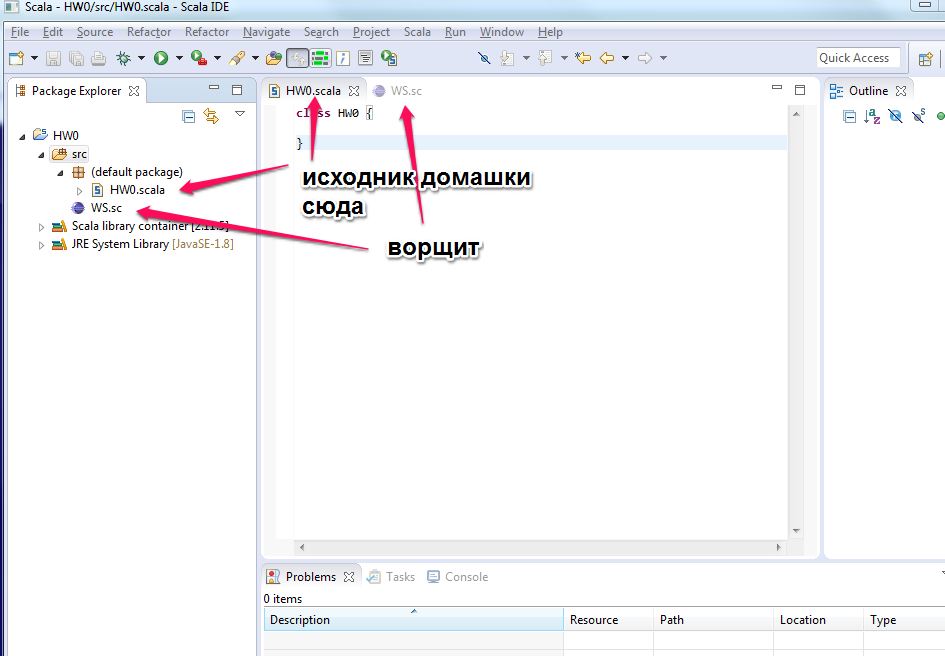 Scala - HW0/src/HW0.scala - Scala IDE
File Edit Source Refactor Refactor Navigate Search Project Scala Run Window Help
Quick Access
Package Explorer
HW0
src
(default package)
HW0.scala
WS.sc
Scala library container [2.11.5]
JRE System Library [JavaSE-1.8]
HW0.scala WS.sc
class HW0 {
}
исходник домашки
сюда
ворщит
Outline
Problems Tasks Console
0 items
Description Resource Path Location Type